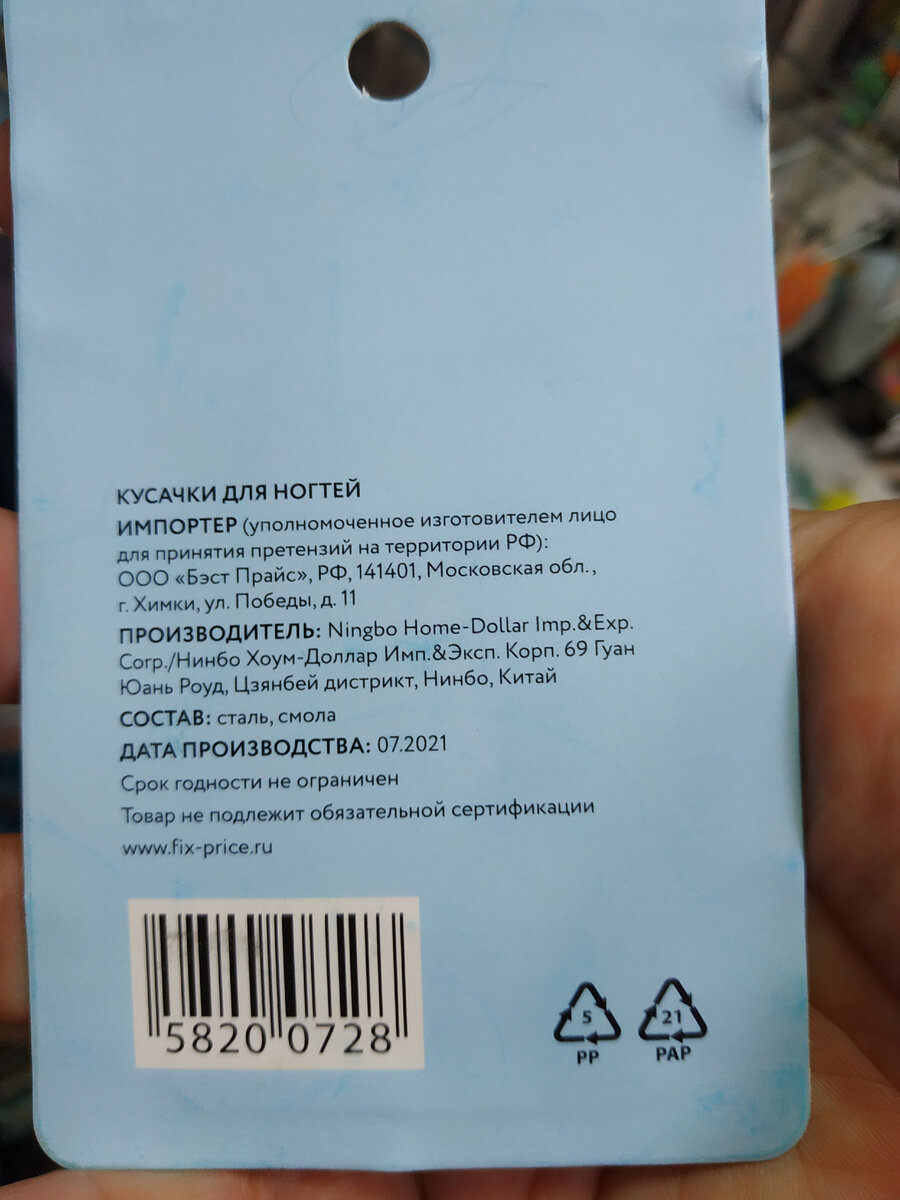 КУСАЧКИ ДЛЯ НОГТЕЙ
ИМПОРТЕР (уполномоченное изготовителем лицо
для принятия претензий на территории РФ):
ООО «Бэст Прайс», РФ, 141401, Московская обл.,
г. Химки, ул. Победы, д. 11
ПРОИЗВОДИТЕЛЬ: Ningbo Home-Dollar Imp.&Exp.
Corp./Нинбо Хоум-Доллар Имп.&Эксп. Корп. 69 Гуан
Юань Роуд, Цзянбей дистрикт, Нинбо, Китай
СОСТАВ: сталь, смола
ДАТА ПРОИЗВОДСТВА: 07.2021
Срок годности не ограничен
Товар не подлежит обязательной сертификации
www.fix-price.ru
5820 0728
5 21
PP PAP